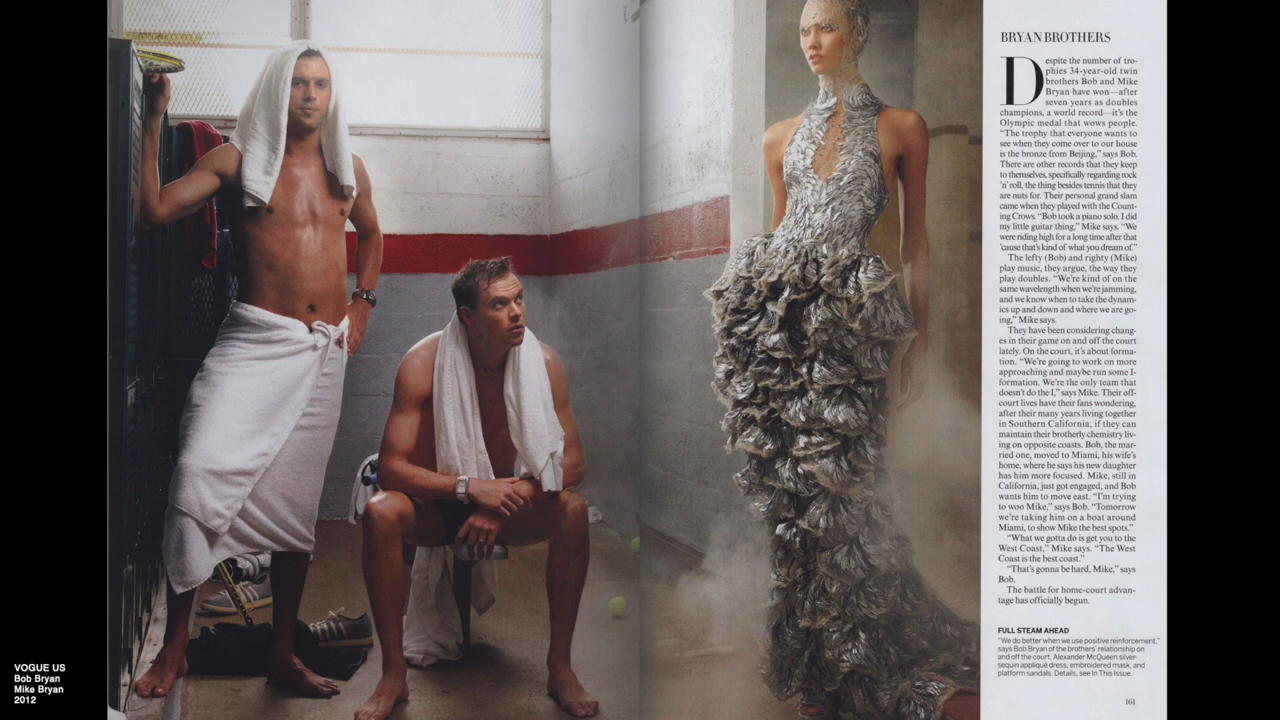 BRYAN BROTHERS
Despite the number of tro-
phies 34-year-old twin
brothers Bob and Mike
Bryan have won—after
seven years as doubles
champions, a world record—it's the
Olympic medal that wows people.
"The trophy that everyone wants to
see when they come over to our house
is the bronze from Beijing," says Bob.
There are other records that they keep
to themselves, specifically regarding rock
'n' roll, the thing besides tennis that they
are nuts for. Their personal grand slam
came when they played with the Count-
ing Crows. "Bob took a piano solo. I did
my little guitar thing," Mike says. "We
were riding high for a long time after that
'cause that's kind of what you dream of."
The lefty (Bob) and righty (Mike)
play music, they argue, the way they
play doubles. "We're kind of on the
same wavelength when we're jamming,
and we know when to take the dynam-
ics up and down and where we are go-
ing," Mike says.
They have been considering chang-
es in their game on and off the court
lately. On the court, it's about forma-
tion. "We're going to work on more
approaching and maybe run some I-
formation. We're the only team that
doesn't do the I," says Mike. Their off-
court lives have their fans wondering,
after their many years living together
in Southern California, if they can
maintain their brotherly chemistry liv-
ing on opposite coasts. Bob, the mar-
ried one, moved to Miami, his wife's
home, where he says his new daughter
has him more focused. Mike, still in
California, just got engaged, and Bob
wants him to move east. "I'm trying
to woo Mike," says Bob. "Tomorrow
we're taking him on a boat around
Miami, to show Mike the best spots."
"What we gotta do is get you to the
West Coast," Mike says. "The West
Coast is the best coast."
"That's gonna be hard, Mike," says
Bob.
The battle for home-court advan-
tage has officially begun.
FULL STEAM AHEAD
"We do better when we use positive reinforcement,"
says Bob Bryan of the brothers' relationship on
and off the court. Alexander McQueen silver-
sequin appliqué dress, embroidered mask, and
platform sandals. Details, see In This Issue.
161
VOGUE US
Bob Bryan
Mike Bryan
2012